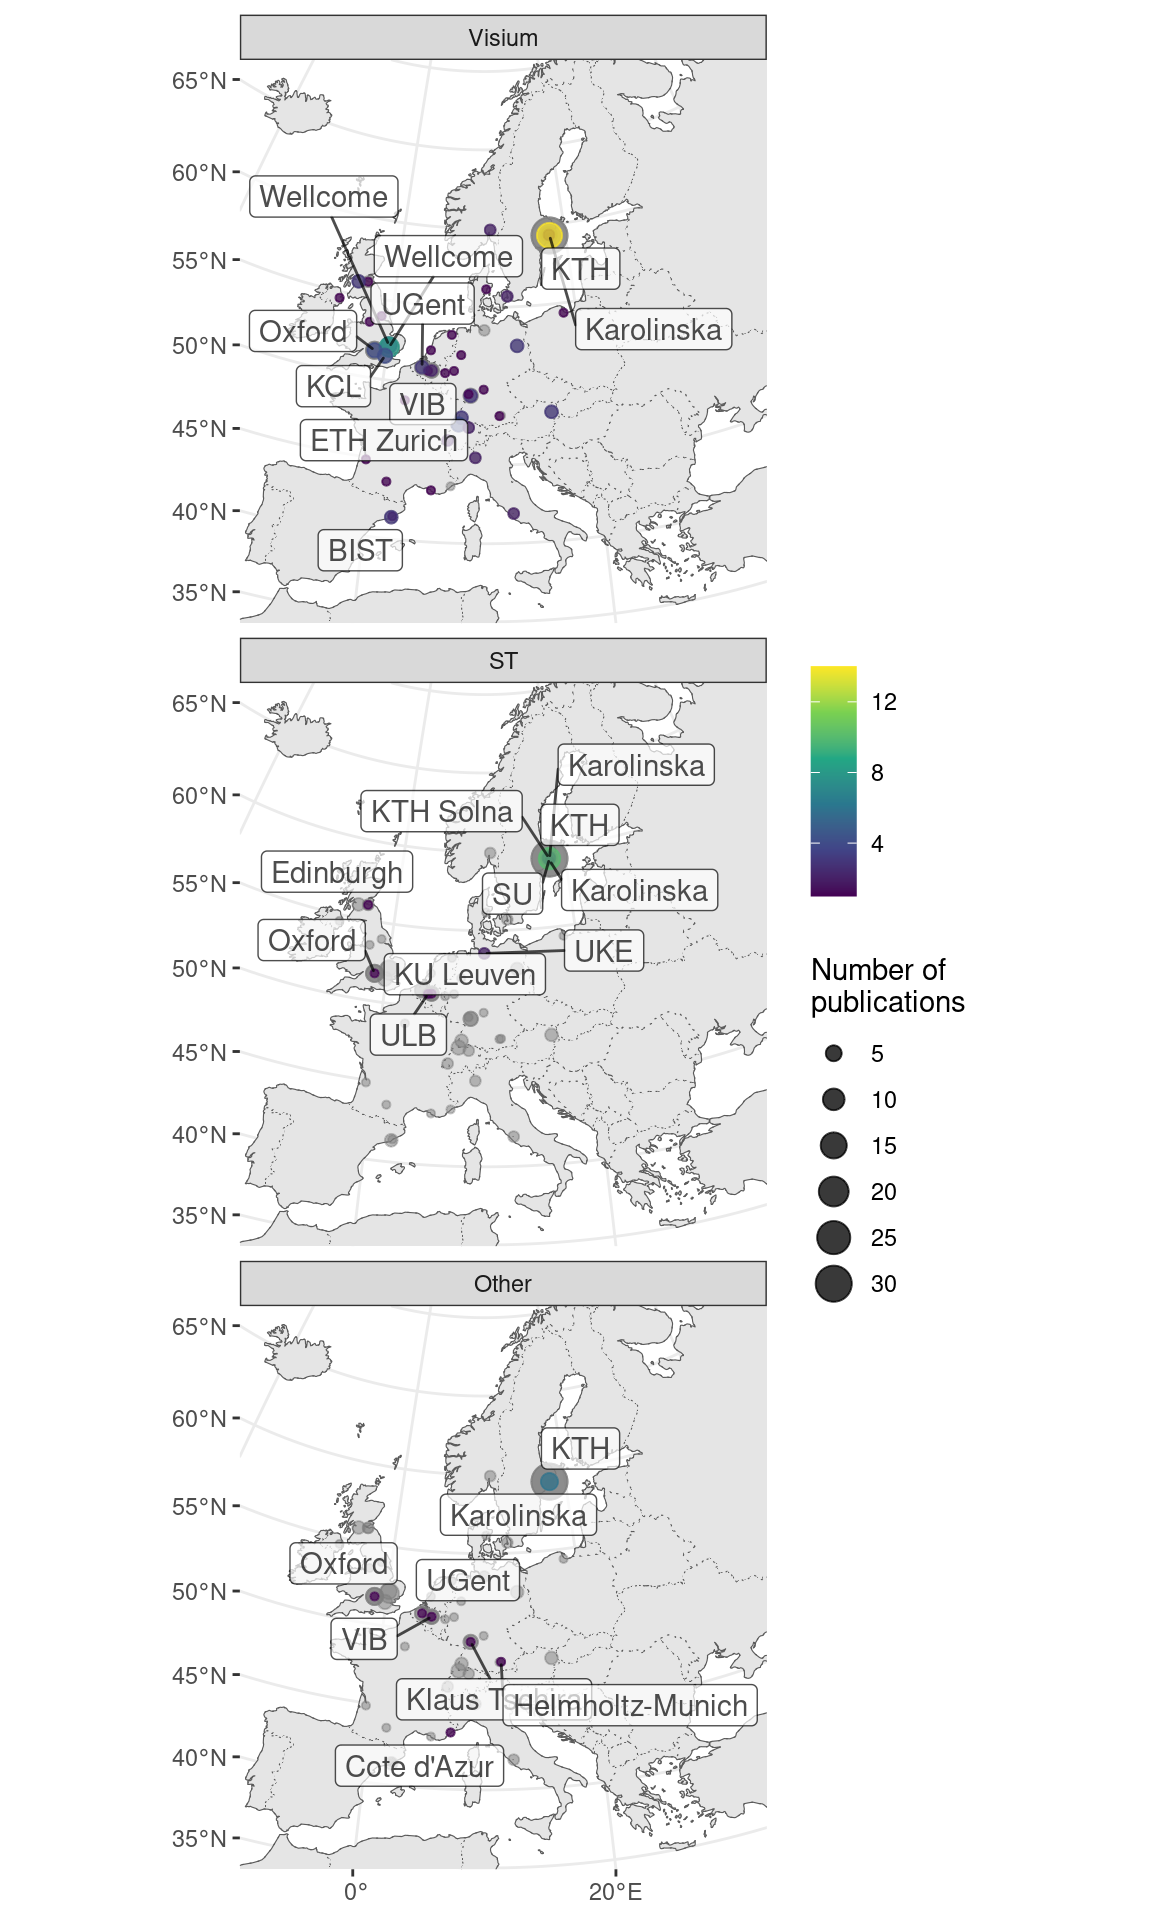 Visium
65°N
60°N
55°N
50°N
45°N
40°N
35°N
Wellcome
Wellcome
KTH
UGent
Oxford
Karolinska
KCL
VIB
ETH Zurich
BIST
ST
65°N
60°N
55°N
50°N
45°N
40°N
35°N
Karolinska
KTH Solna
KTH
Edinburgh
SU
Karolinska
Oxford
UKE
KU Leuven
ULB
12
8
4
Number of
publications
5
10
15
20
25
30
Other
65°N
60°N
55°N
50°N
45°N
40°N
35°N
KTH
Karolinska
Oxford
UGent
VIB
Klaus Tschira
Helmholtz-Munich
Cote d'Azur
0°
20°E